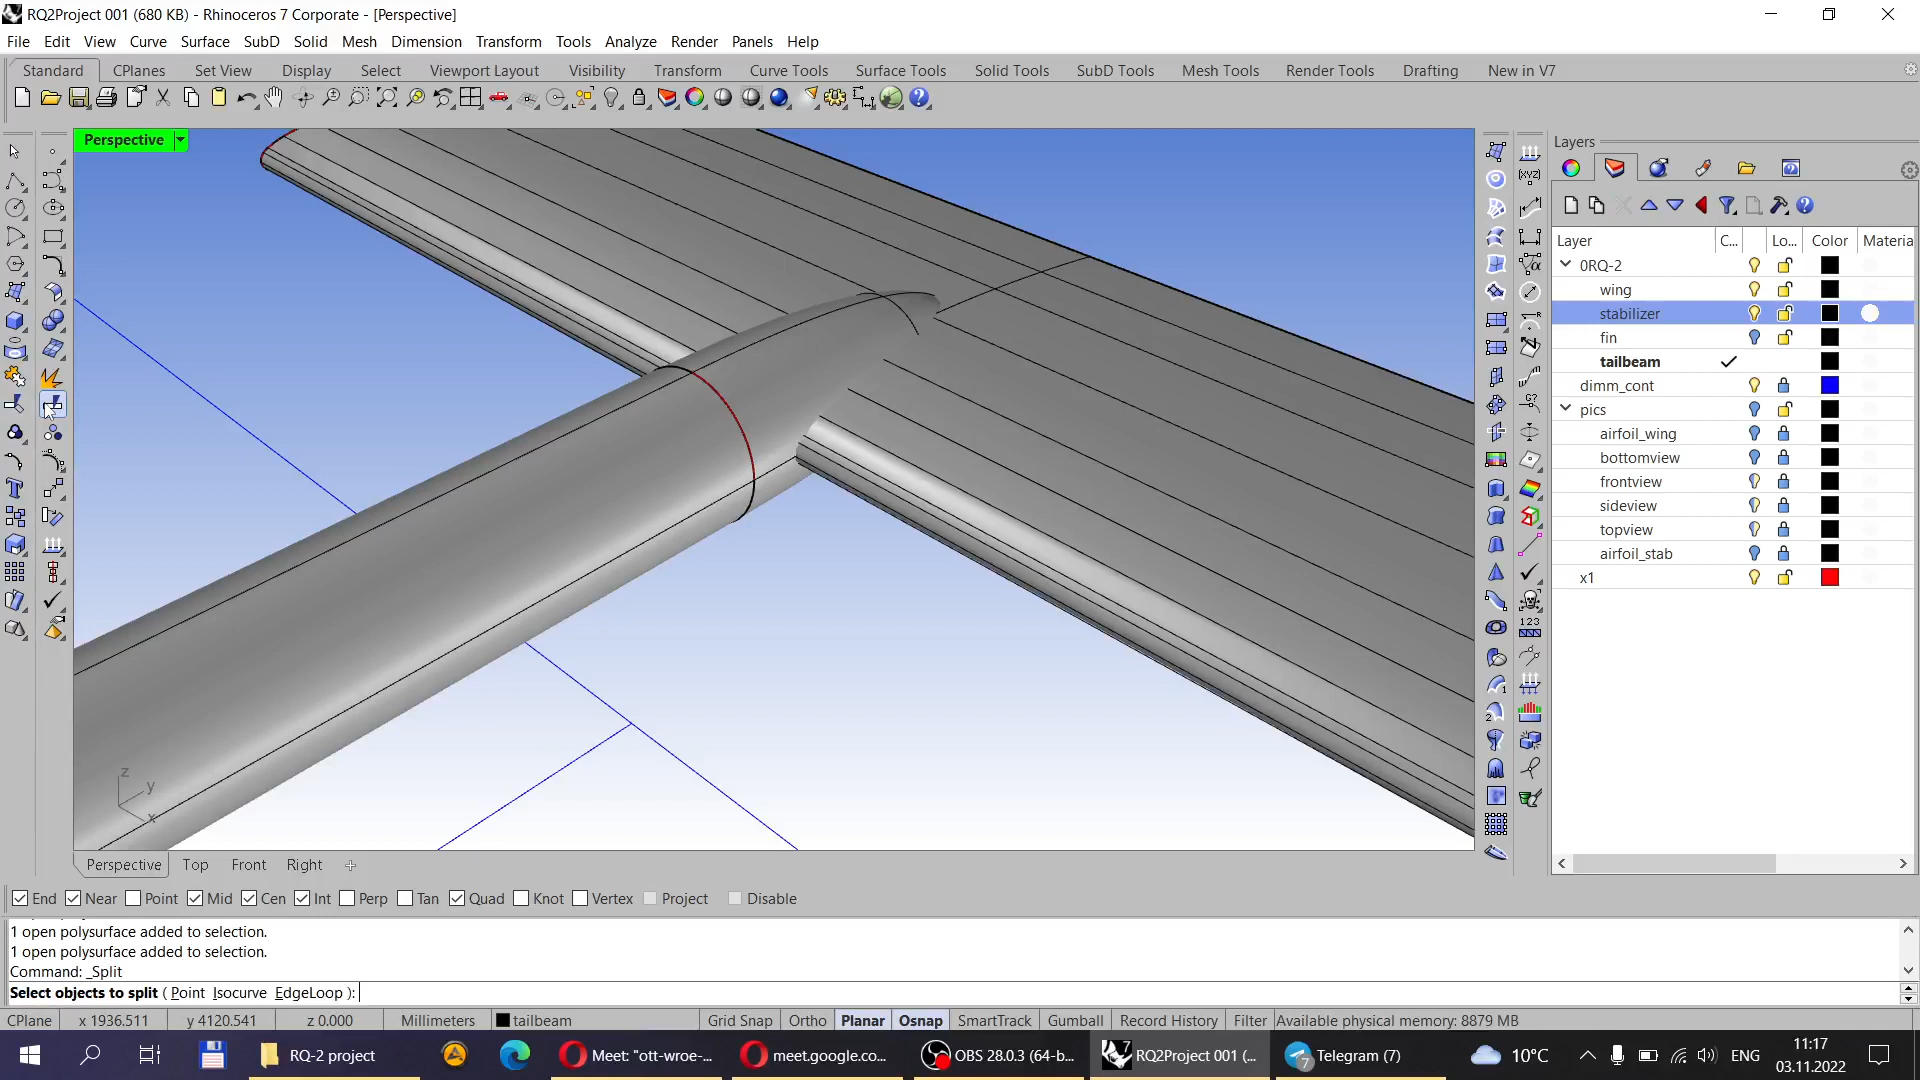 RQ2Project 001 (680 KB) - Rhinoceros 7 Corporate - [Perspective]
File Edit View Curve Surface SubD Solid Mesh Dimension Transform Tools Analyze Render Panels Help
Standard CPlanes Set View Display Select Viewport Layout Visibility Transform Curve Tools Surface Tools Solid Tools SubD Tools Mesh Tools Render Tools Drafting New in V7
Perspective
Layers
Layer C... Lo... Color Materia
0RQ-2
wing
stabilizer
fin
tailbeam
dimm_cont
pics
airfoil_wing
bottomview
frontview
sideview
topview
airfoil_stab
x1
z
y
x
Perspective Top Front Right
End Near Point Mid Cen Int Perp Tan Quad Knot Vertex Project Disable
1 open polysurface added to selection.
1 open polysurface added to selection.
Command: _Split
Select objects to split ( Point Isocurve EdgeLoop ):
CPlane x 1936.511 y 4120.541 z 0.000 Millimeters tailbeam Grid Snap Ortho Planar Osnap SmartTrack Gumball Record History Filter Available physical memory: 8879 MB
RQ-2 project Meet: "ott-wroe-... meet.google.co... OBS 28.0.3 (64-b... RQ2Project 001 (... Telegram (7) 10°C ENG 11:17
03.11.2022